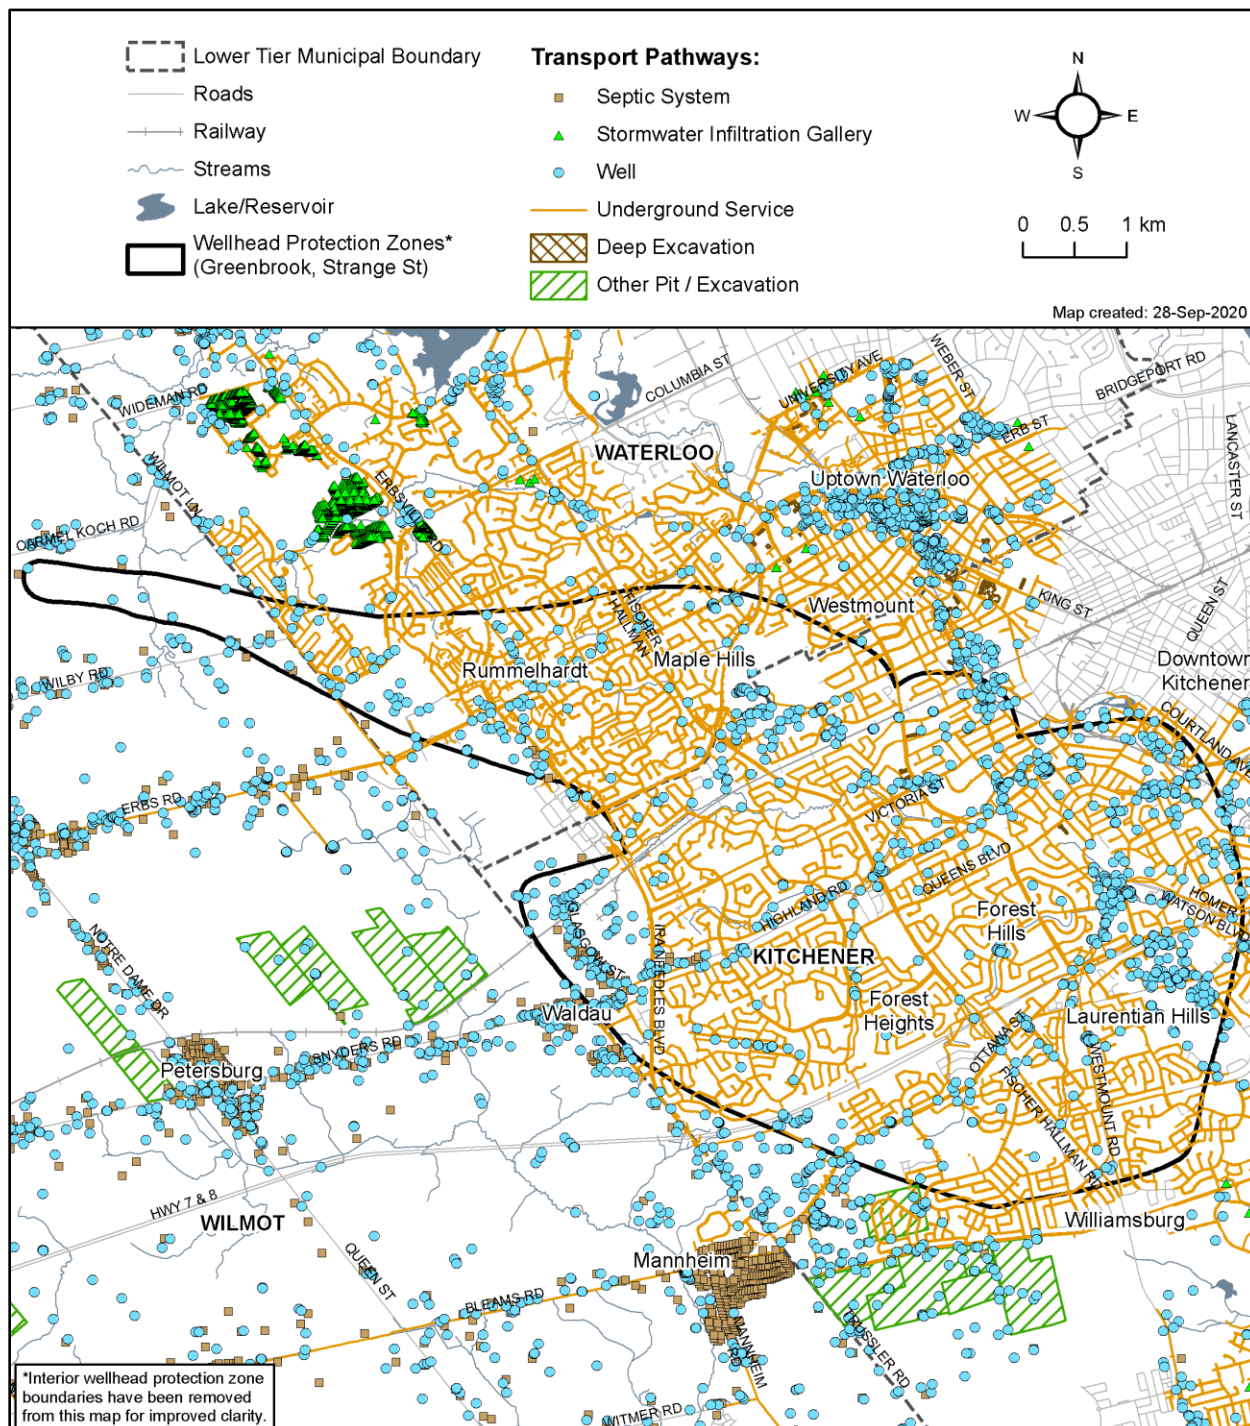 Lower Tier Municipal Boundary
Roads
Railway
Streams
Lake/Reservoir
Wellhead Protection Zones*
(Greenbrook, Strange St)
Transport Pathways:
Septic System
Stormwater Infiltration Gallery
Well
Underground Service
Deep Excavation
Other Pit / Excavation
N
W
E
S
0 0.5 1 km
Map created: 28-Sep-2020
WIDEMAN RD
COLUMBIA ST
UNIVERSITY AVE
WEBER ST
BRIDGEPORT RD
ERB ST
LANCASTER ST
WATERLOO
WILMOT LN
Uptown Waterloo
CARMEL KOCH RD
FISCHER
HALLMAN
Westmount
KING ST
QUEEN ST
Maple Hills
Rummelhardt
Downtown
Kitchener
WILBY RD
COURTLAND AVE
ERBS RD
VICTORIA ST
QUEENS BLVD
HIGHLAND RD
HOMER
WATSON BLVD
Forest
Hills
GLASGOW ST
NOTRE DAME DR
IRA NEEDLES BLVD
KITCHENER
Forest
Heights
Waldau
Laurentian Hills
OTTAWA ST
SNYDERS RD
Petersburg
WESTMOUNT RD
FISCHER HALLMAN RD
HWY 7 & 8
WILMOT
Williamsburg
QUEEN ST
Mannheim
BLEAMS RD
MANNHEIM
RD
TRUSSLER RD
WITMER RD
*Interior wellhead protection zone
boundaries have been removed
from this map for improved clarity.